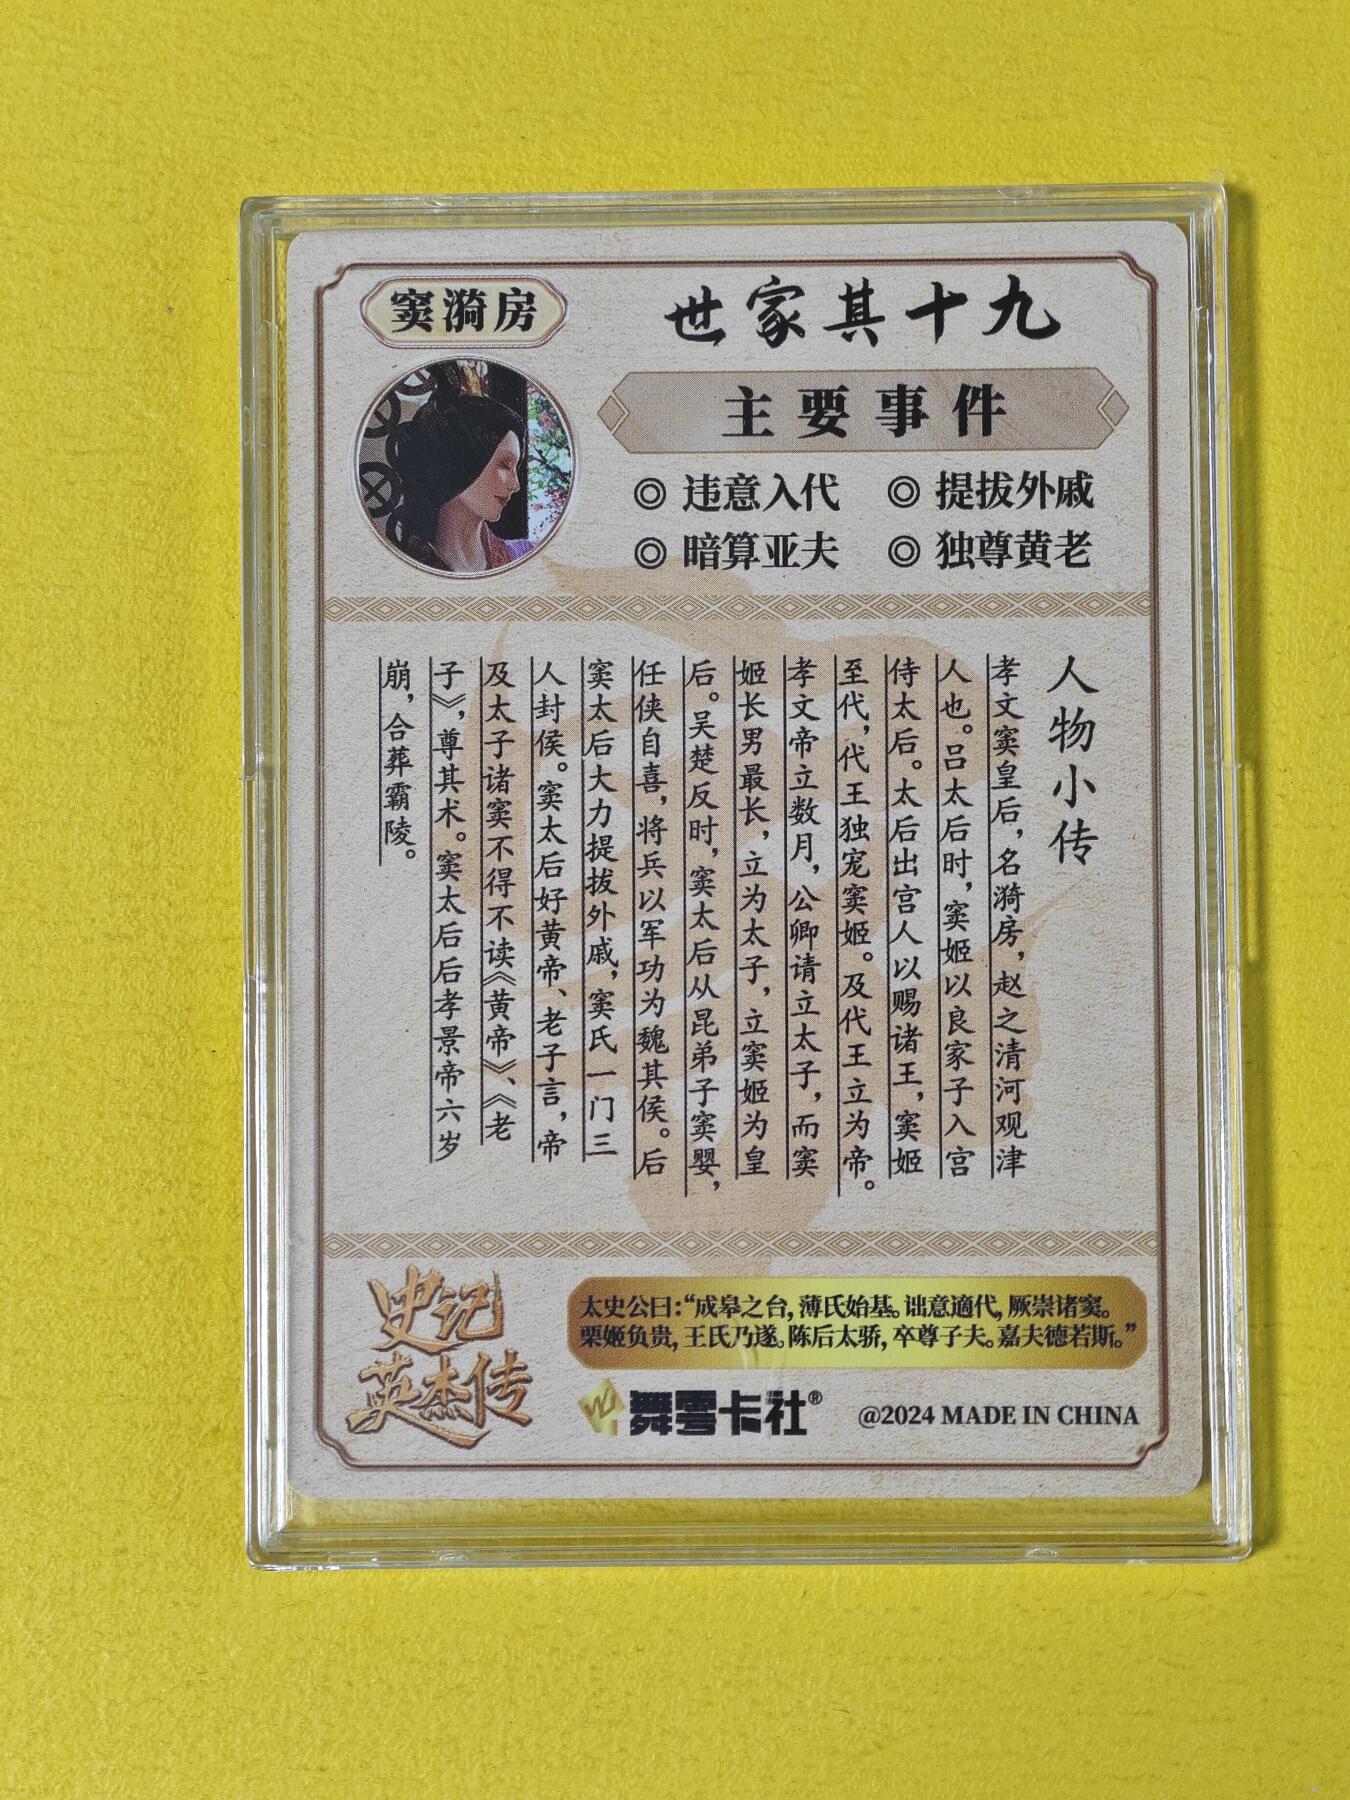 窦漪房
世家其十九
主要事件
◎ 违意入代 ◎ 提拔外戚
◎ 暗算亚夫 ◎ 独尊黄老
人物小传
孝文窦皇后，名漪房，赵之清河观津
人也。吕太后时，窦姬以良家子入宫
侍太后。太后出宫人以赐诸王，窦姬
至代，代王独宠窦姬。及代王立为帝。
孝文帝立数月，公卿请立太子，而窦
姬长男最长，立为太子，立窦姬为皇
后。吴楚反时，窦太后从昆弟子窦婴，
任侠自喜，将兵以军功为魏其侯。后
窦太后大力提拔外戚，窦氏一门三
人封侯。窦太后好黄帝、老子言，帝
及太子诸窦不得不读《黄帝》、《老
子》，尊其术。窦太后后孝景帝六岁
崩，合葬霸陵。
史记
英杰传
太史公曰：“成皋之台，薄氏始基。诎意適代，厥崇诸窦。
栗姬负贵，王氏乃遂。陈后太骄，卒尊子夫。嘉夫德若斯。”
舞雲卡社®
@2024 MADE IN CHINA